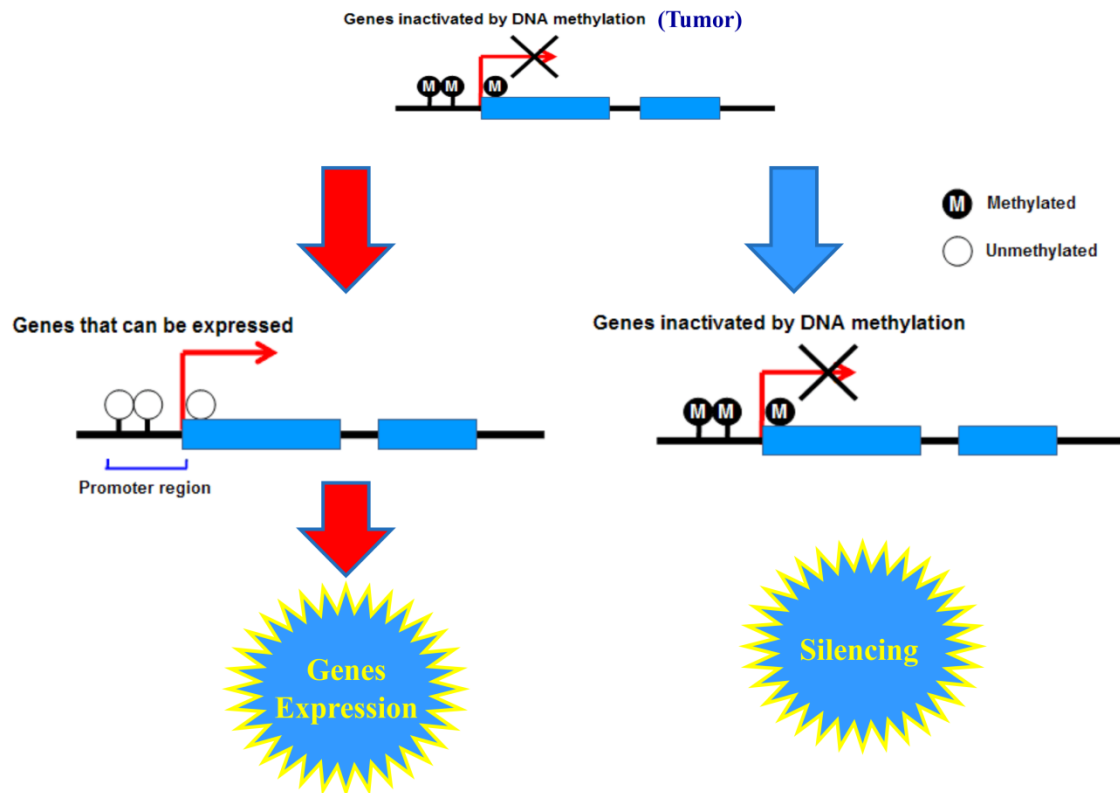 Genes inactivated by DNA methylation (Tumor)
M M M
M Methylated
Unmethylated
Genes that can be expressed
Genes inactivated by DNA methylation
M M M
Promoter region
Genes
Expression
Silencing